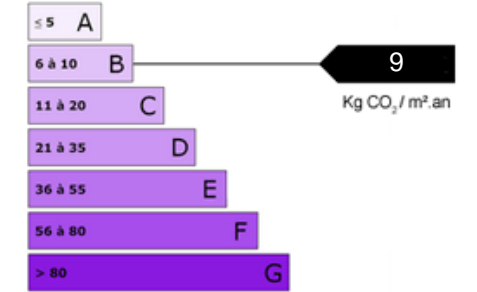 ≤ 5 A
6 à 10 B
9
11 à 20 C
Kg CO₂ / m².an
21 à 35 D
36 à 55 E
56 à 80 F
> 80 G